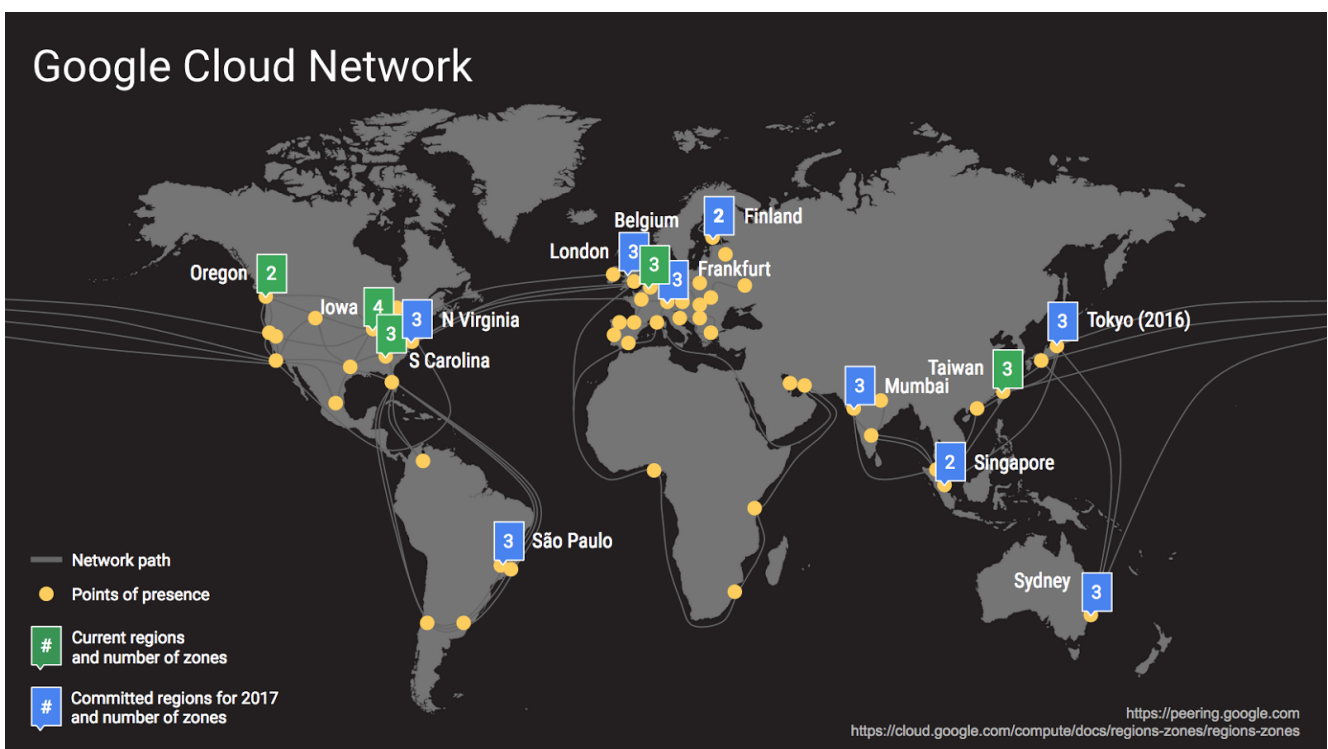 Google Cloud Network
Belgium
2
Finland
London
3
3
Frankfurt
3
Oregon
2
Iowa
4
3
N Virginia
3
S Carolina
3
Tokyo (2016)
Taiwan
3
3
Mumbai
2
Singapore
3
São Paulo
Sydney
3
Network path
Points of presence
#
Current regions
and number of zones
#
Committed regions for 2017
and number of zones
https://peering.google.com
https://cloud.google.com/compute/docs/regions-zones/regions-zones